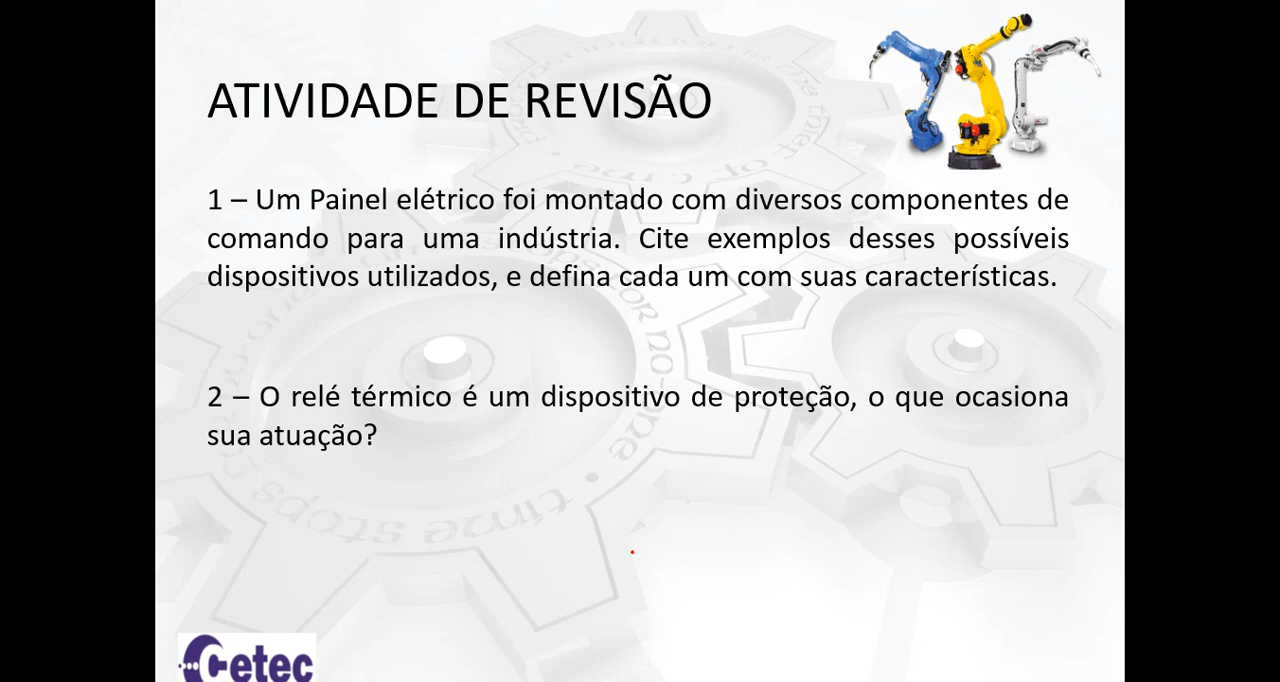 ATIVIDADE DE REVISÃO
1 – Um Painel elétrico foi montado com diversos componentes de
comando para uma indústria. Cite exemplos desses possíveis
dispositivos utilizados, e defina cada um com suas características.
2 – O relé térmico é um dispositivo de proteção, o que ocasiona
sua atuação?
time stops
Cetec